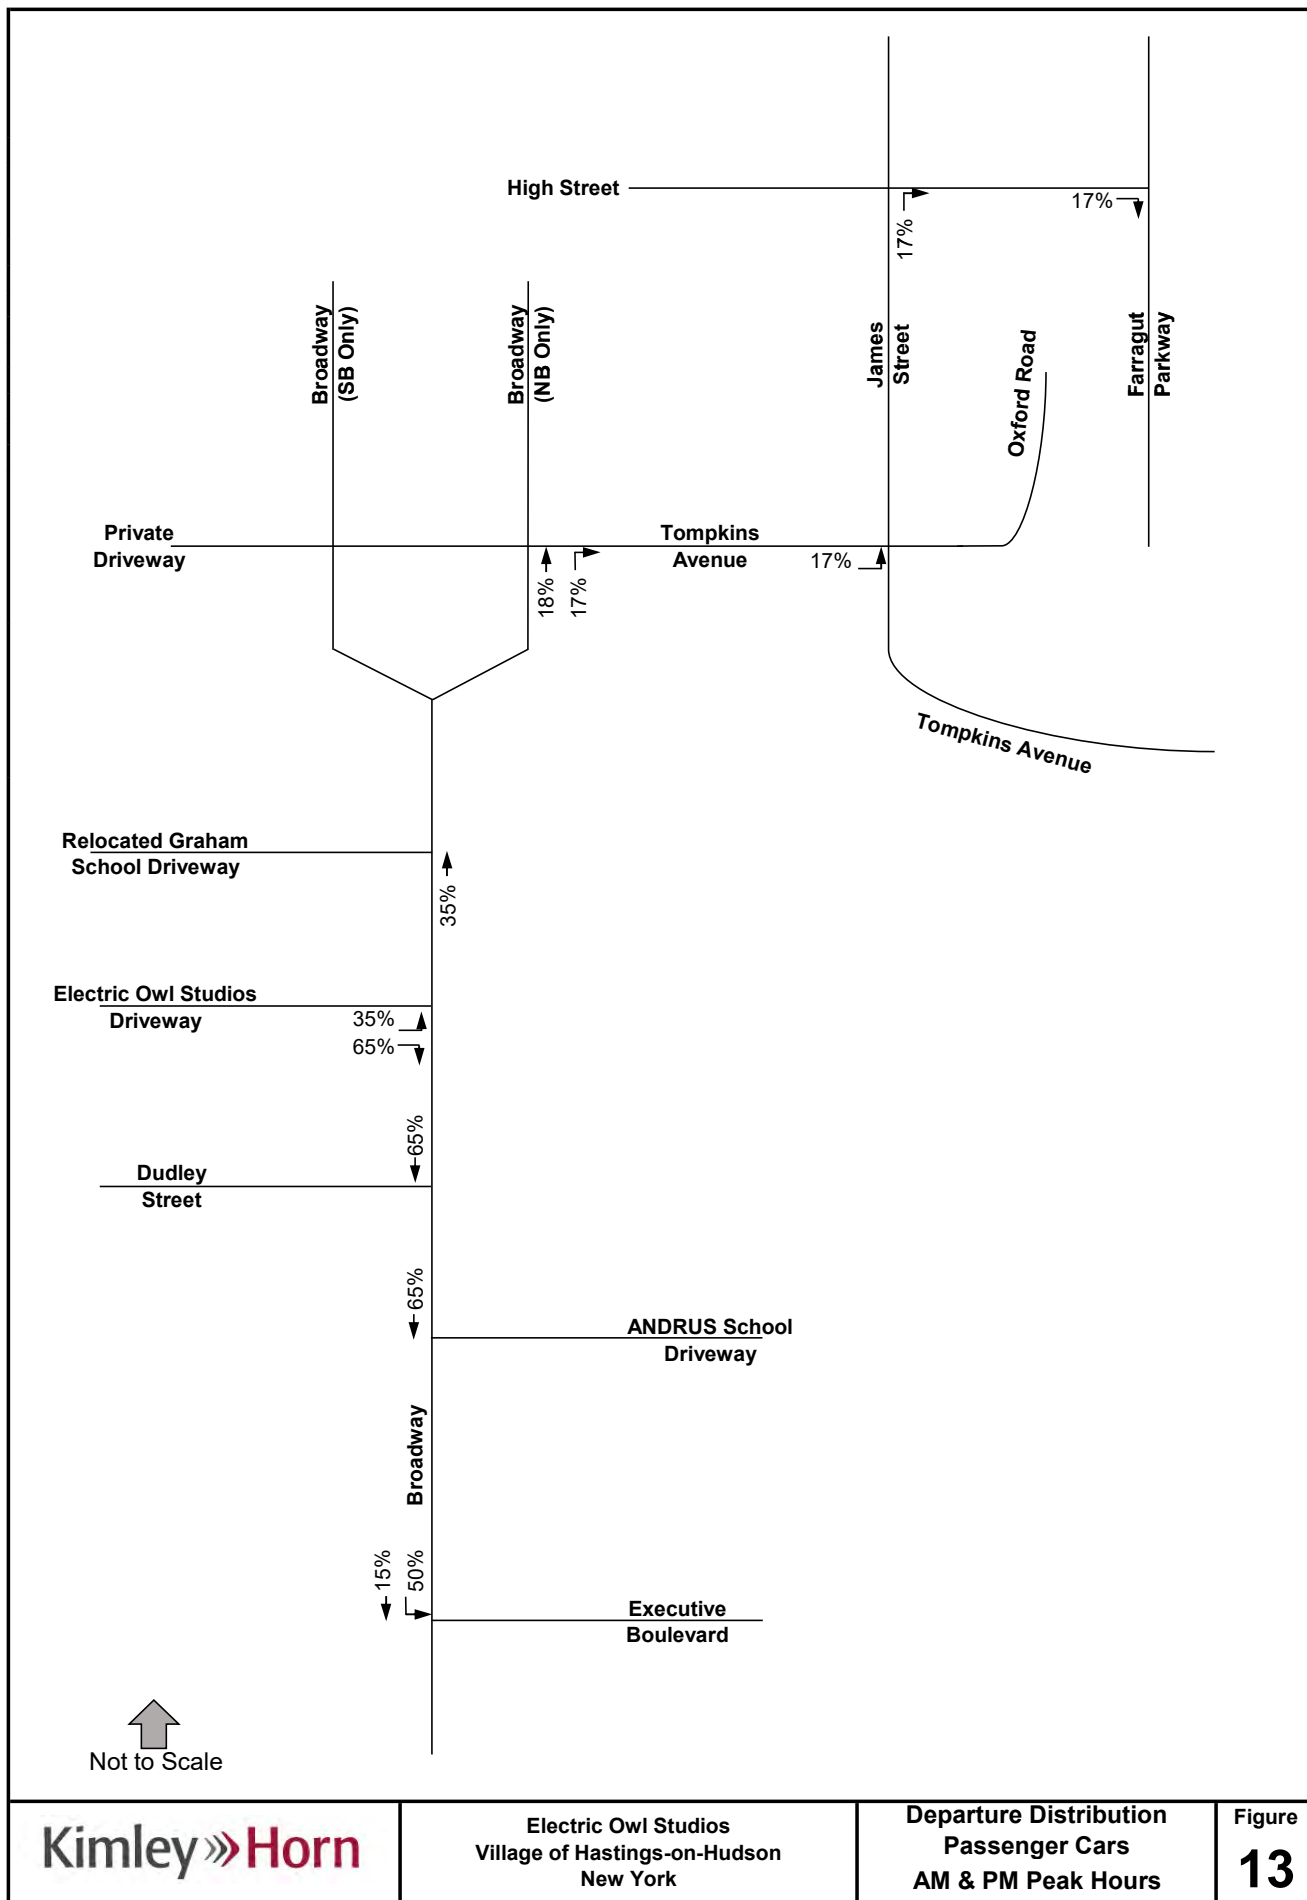 High Street
17%
17%
Broadway
(SB Only)
Broadway
(NB Only)
James
Street
Oxford Road
Farragut
Parkway
Private
Driveway
Tompkins
Avenue
17%
18%
17%
Tompkins Avenue
Relocated Graham
School Driveway
35%
Electric Owl Studios
Driveway
35%
65%
65%
Dudley
Street
65%
ANDRUS School
Driveway
Broadway
15%
50%
Executive
Boulevard
Not to Scale
Kimley»Horn
Electric Owl Studios
Village of Hastings-on-Hudson
New York
Departure Distribution
Passenger Cars
AM & PM Peak Hours
Figure
13